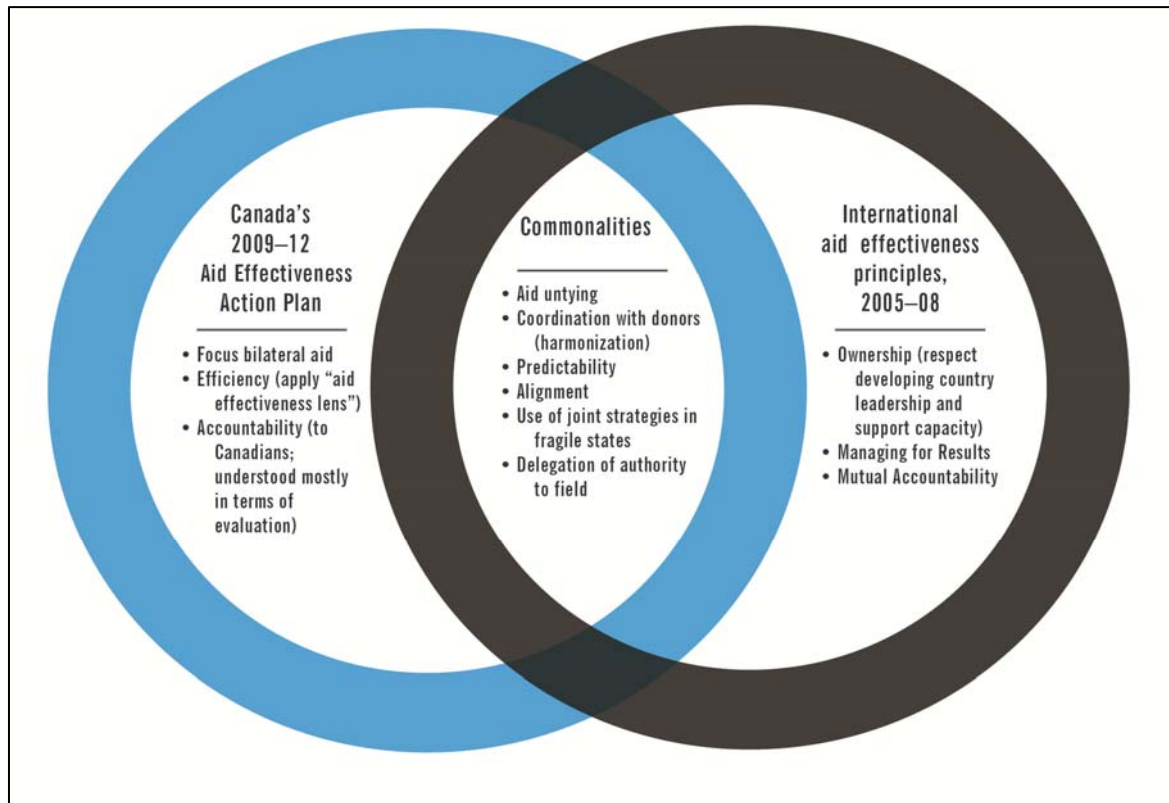 Canada's
2009–12
Aid Effectiveness
Action Plan
• Focus bilateral aid
• Efficiency (apply “aid
effectiveness lens”)
• Accountability (to
Canadians;
understood mostly
in terms of
evaluation)
Commonalities
• Aid untying
• Coordination with donors
(harmonization)
• Predictability
• Alignment
• Use of joint strategies in
fragile states
• Delegation of authority
to field
International
aid effectiveness
principles,
2005–08
• Ownership (respect
developing country
leadership and
support capacity)
• Managing for Results
• Mutual Accountability